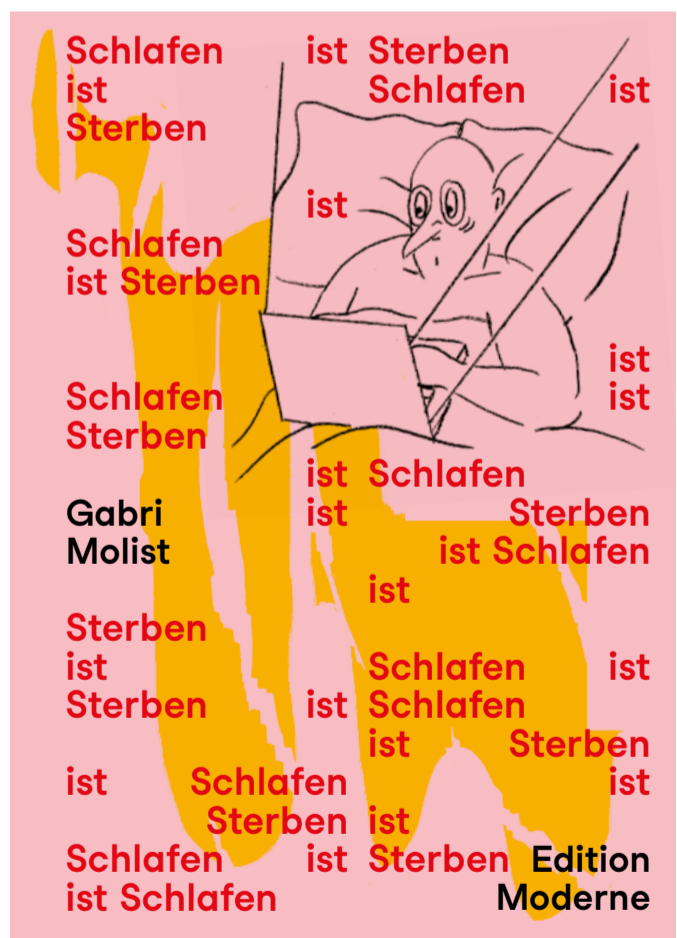 Schlafen ist Sterben
ist Schlafen ist
Sterben
ist
Schlafen
ist Sterben
ist
Schlafen ist
Sterben
ist Schlafen
Gabri ist Sterben
Molist ist Schlafen
ist
Sterben
ist Schlafen ist
Sterben ist Schlafen
ist Sterben
ist Schlafen ist
Sterben ist
Schlafen ist Sterben Edition
ist Schlafen Moderne